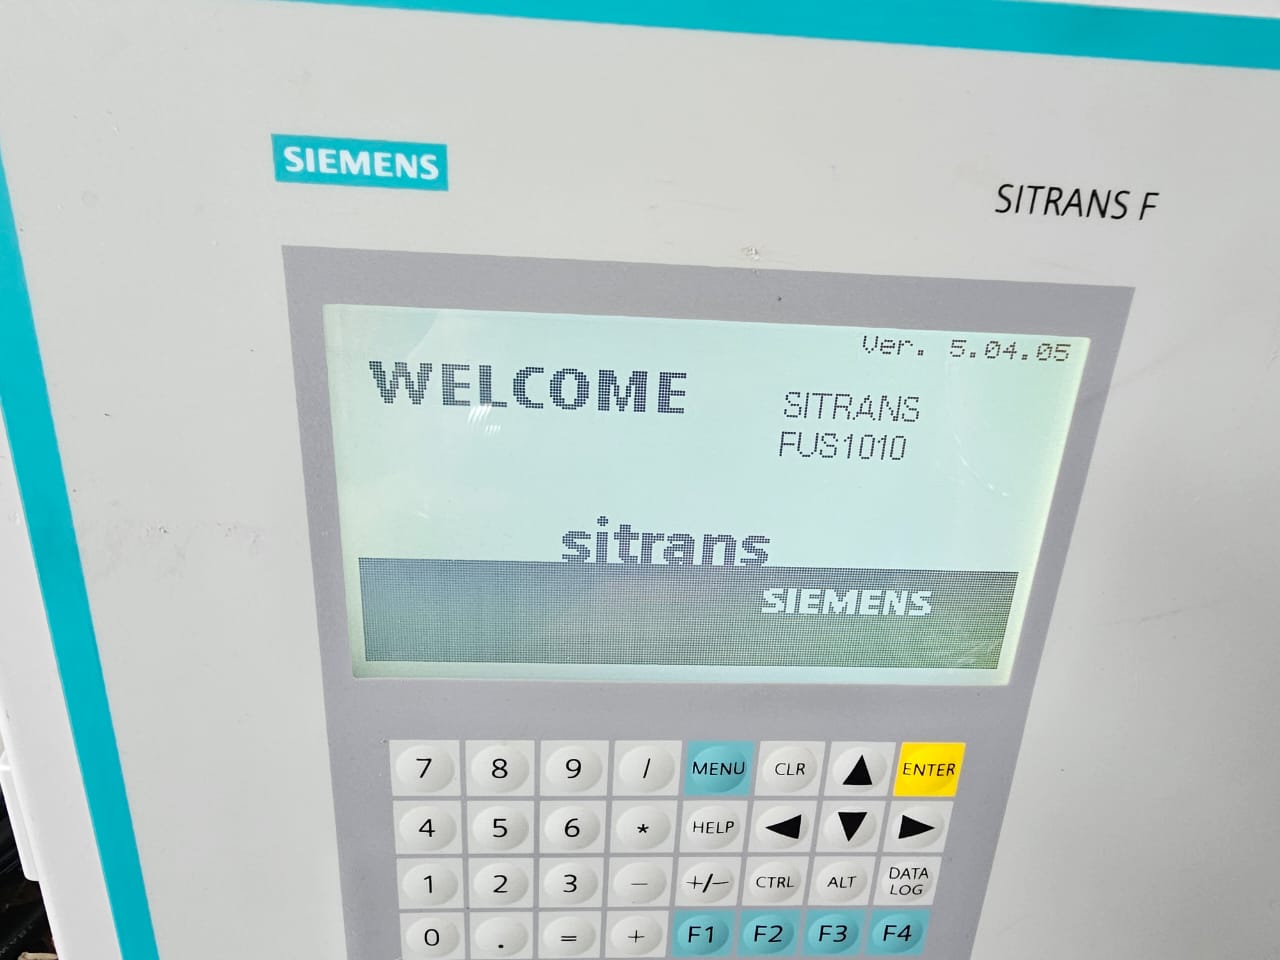 SIEMENS
SITRANS F
Ver. 5.04.05
WELCOME
SITRANS
FUS1010
sitrans
SIEMENS
7 8 9 / MENU CLR ▲ ENTER
4 5 6 * HELP ◀ ▼ ▶
1 2 3 − +/− CTRL ALT DATA LOG
0 . = + F1 F2 F3 F4